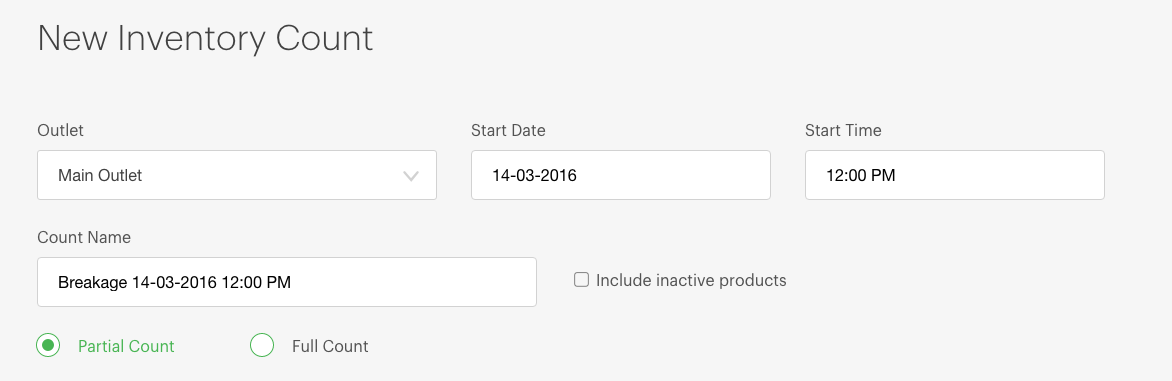 New Inventory Count
Outlet
Start Date
Start Time
Main Outlet
14-03-2016
12:00 PM
Count Name
Breakage 14-03-2016 12:00 PM
Include inactive products
Partial Count
Full Count